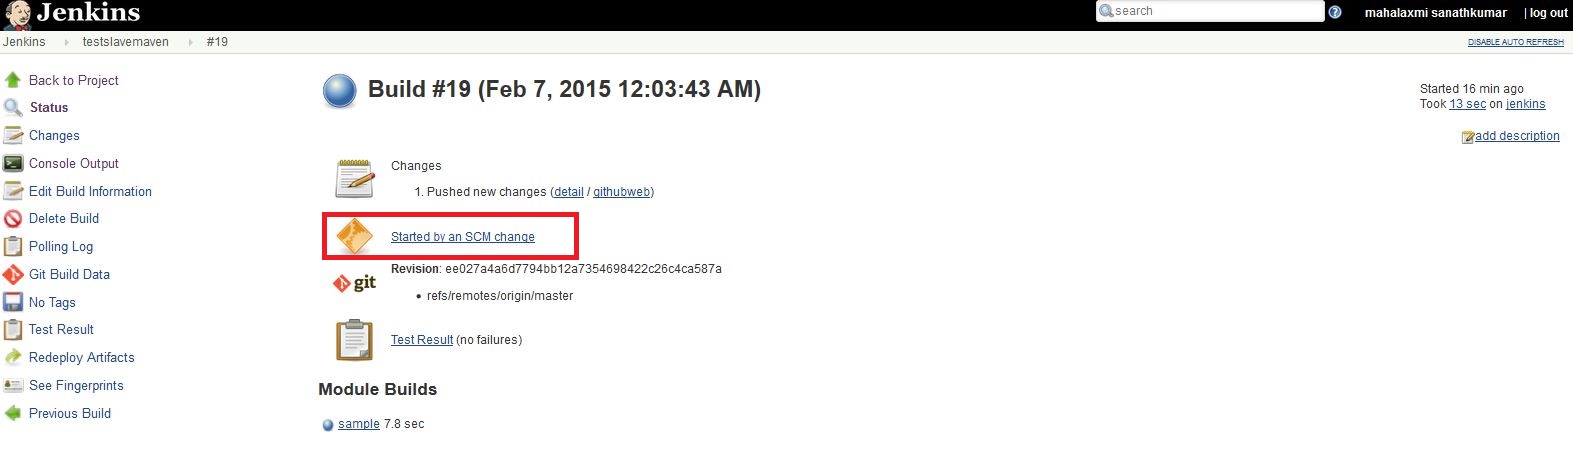 Jenkins
search
mahalaxmi sanathkumar | log out
Jenkins testslavemaven #19
DISABLE AUTO REFRESH
Back to Project
Status
Changes
Console Output
Edit Build Information
Delete Build
Polling Log
Git Build Data
No Tags
Test Result
Redeploy Artifacts
See Fingerprints
Previous Build
Build #19 (Feb 7, 2015 12:03:43 AM)
Started 16 min ago
Took 13 sec on jenkins
add description
Changes
1. Pushed new changes (detail / githubweb)
Started by an SCM change
Revision: ee027a4a6d7794bb12a7354698422c26c4ca587a
git
• refs/remotes/origin/master
Test Result (no failures)
Module Builds
sample 7.8 sec